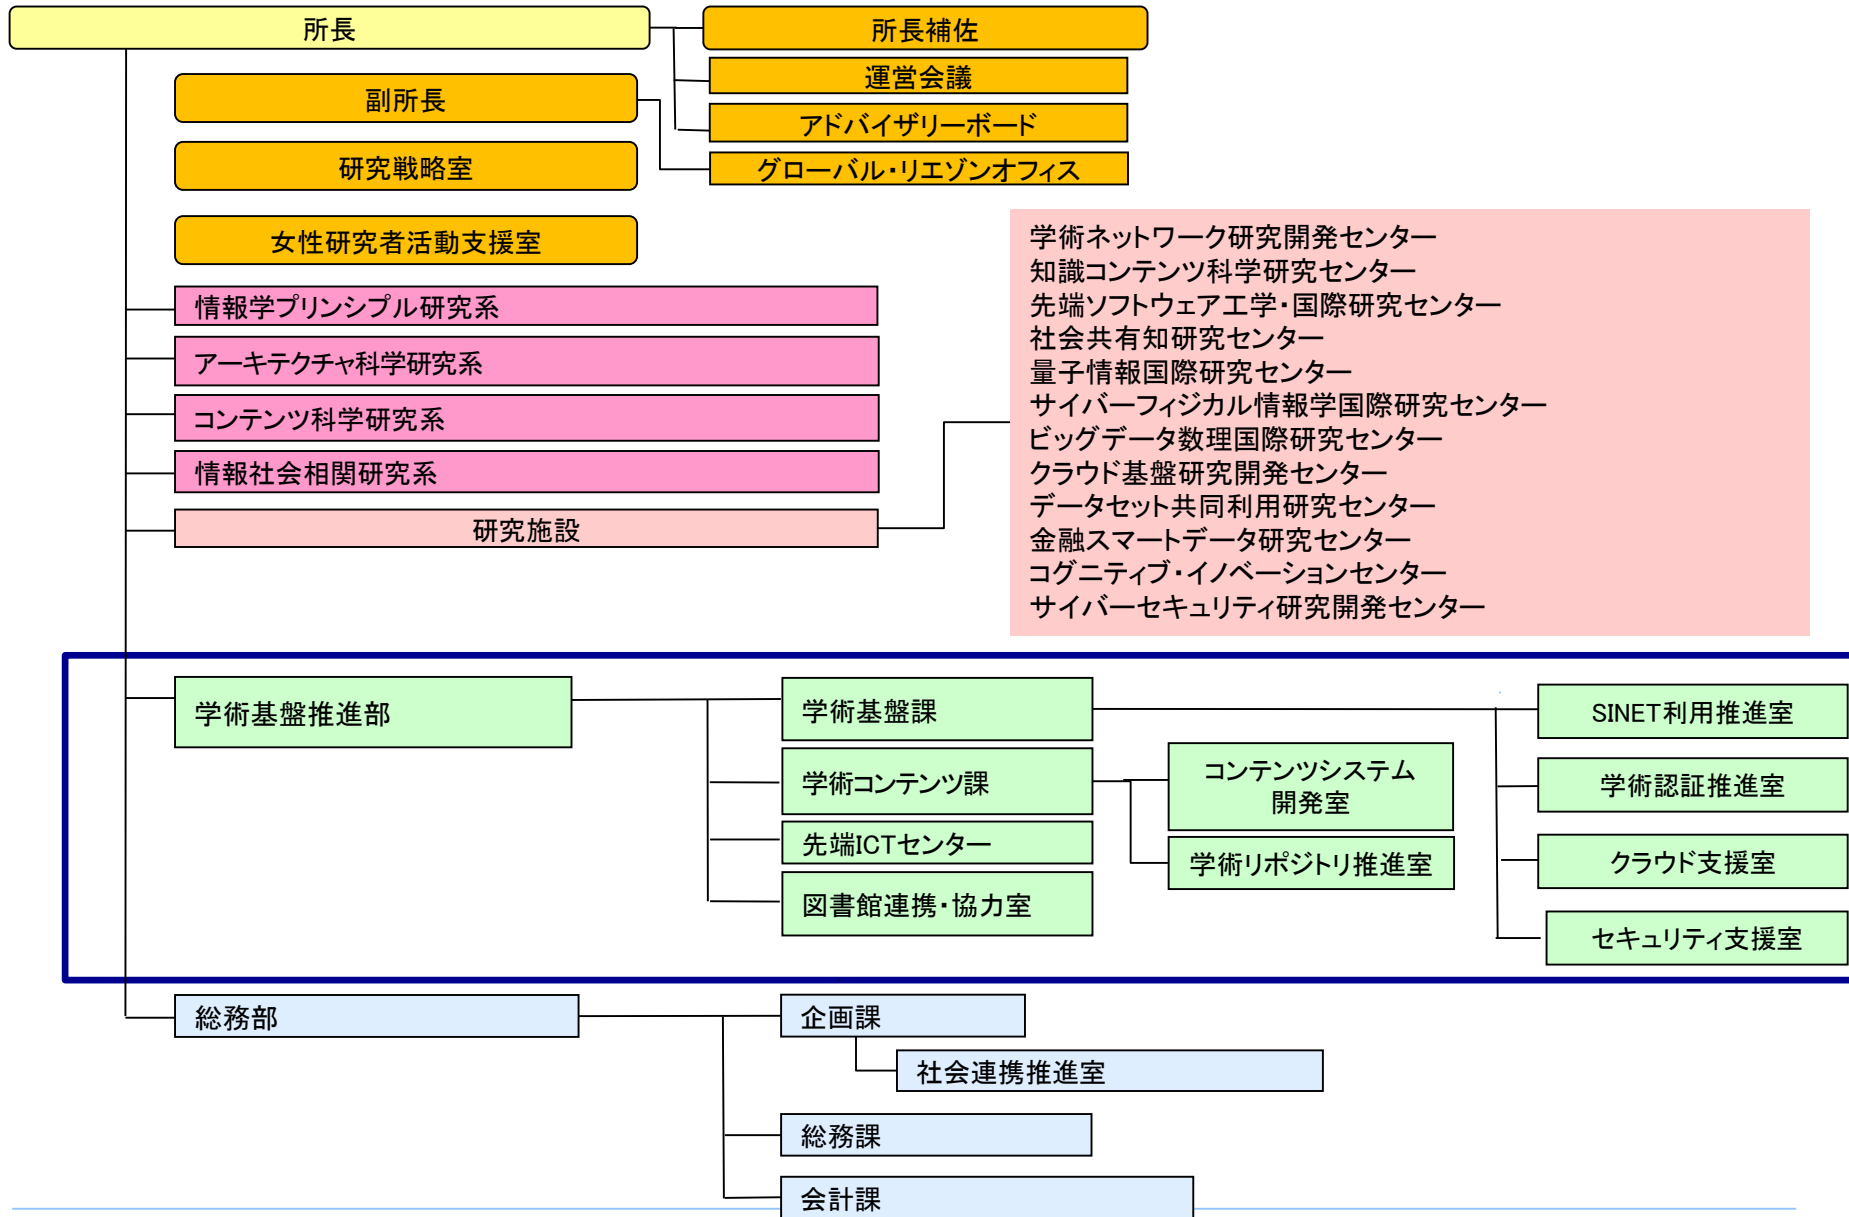 所長
所長補佐
運営会議
副所長
アドバイザリーボード
研究戦略室
グローバル・リエゾンオフィス
女性研究者活動支援室
情報学プリンシプル研究系
アーキテクチャ科学研究系
コンテンツ科学研究系
情報社会相関研究系
研究施設
学術ネットワーク研究開発センター
知識コンテンツ科学研究センター
先端ソフトウェア工学・国際研究センター
社会共有知研究センター
量子情報国際研究センター
サイバーフィジカル情報学国際研究センター
ビッグデータ数理国際研究センター
クラウド基盤研究開発センター
データセット共同利用研究センター
金融スマートデータ研究センター
コグニティブ・イノベーションセンター
サイバーセキュリティ研究開発センター
学術基盤推進部
学術基盤課
SINET利用推進室
学術コンテンツ課
コンテンツシステム
開発室
学術認証推進室
先端ICTセンター
学術リポジトリ推進室
クラウド支援室
図書館連携・協力室
セキュリティ支援室
総務部
企画課
社会連携推進室
総務課
会計課